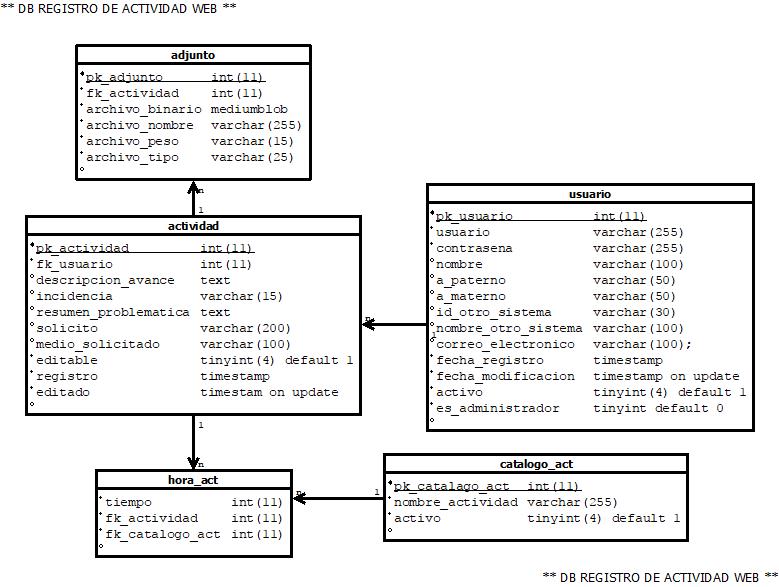 ** DB REGISTRO DE ACTIVIDAD WEB **
adjunto
pk_adjunto int(11)
fk_actividad int(11)
archivo_binario mediumblob
archivo_nombre varchar(255)
archivo_peso varchar(15)
archivo_tipo varchar(25)
n
1
actividad
pk_actividad int(11)
fk_usuario int(11)
descripcion_avance text
incidencia varchar(15)
resumen_problematica text
solicito varchar(200)
medio_solicitado varchar(100)
editable tinyint(4) default 1
registro timestamp
editado timestam on update
usuario
pk_usuario int(11)
usuario varchar(255)
contrasena varchar(255)
nombre varchar(100)
a_paterno varchar(50)
a_materno varchar(50)
id_otro_sistema varchar(30)
nombre_otro_sistema varchar(100)
correo_electronico varchar(100);
fecha_registro timestamp
fecha_modificacion timestamp on update
activo tinyint(4) default 1
es_administrador tinyint default 0
n
1
1
n
hora_act
tiempo int(11)
fk_actividad int(11)
fk_catalogo_act int(11)
n
1
catalogo_act
pk_catalago_act int(11)
nombre_actividad varchar(255)
activo tinyint(4) default 1
** DB REGISTRO DE ACTIVIDAD WEB **